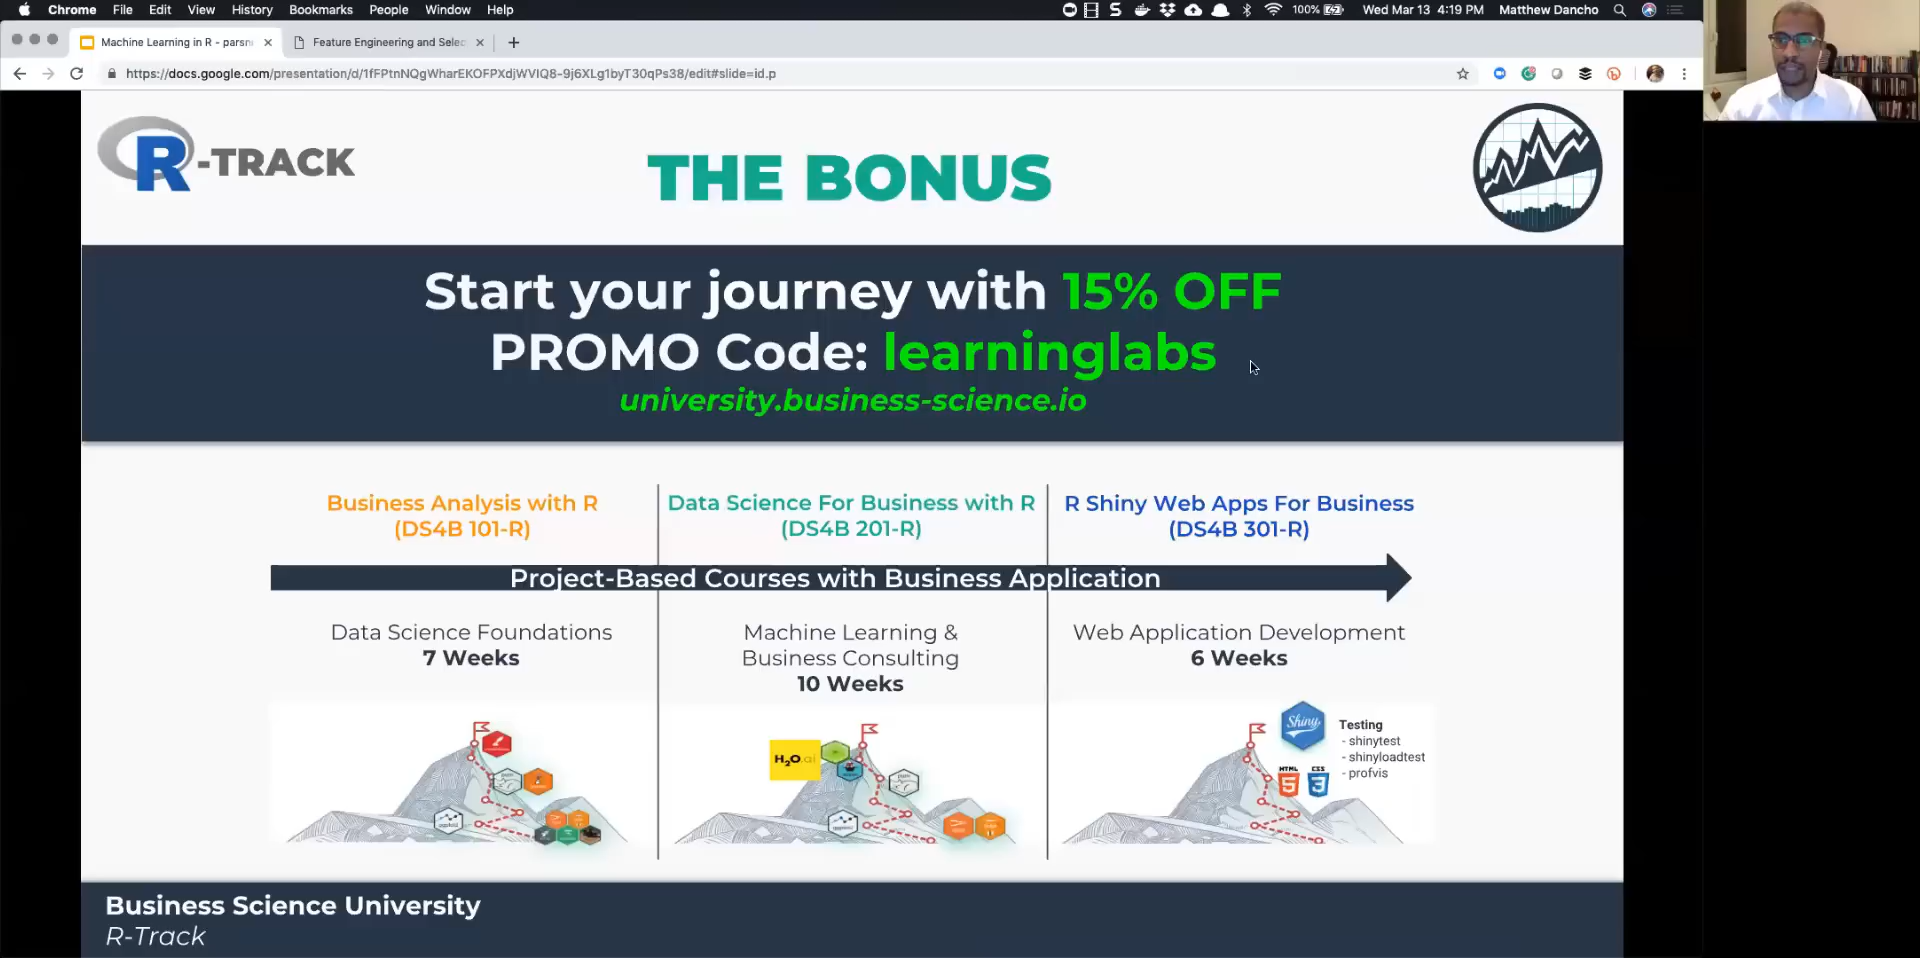 Chrome File Edit View History Bookmarks People Window Help
100% Wed Mar 13 4:19 PM Matthew Dancho
Machine Learning in R - parsn
Feature Engineering and Selec
https://docs.google.com/presentation/d/1fFPtnNQgWharEKOFPXdjWVIQ8-9j6XLg1byT30qPs38/edit#slide=id.p
R-TRACK
THE BONUS
Start your journey with 15% OFF
PROMO Code: learninglabs
university.business-science.io
Business Analysis with R
(DS4B 101-R)
Data Science For Business with R
(DS4B 201-R)
R Shiny Web Apps For Business
(DS4B 301-R)
Project-Based Courses with Business Application
Data Science Foundations
7 Weeks
Machine Learning &
Business Consulting
10 Weeks
Web Application Development
6 Weeks
H2O.ai
Shiny
HTML
5
CSS
3
Testing
- shinytest
- shinyloadtest
- profvis
Business Science University
R-Track